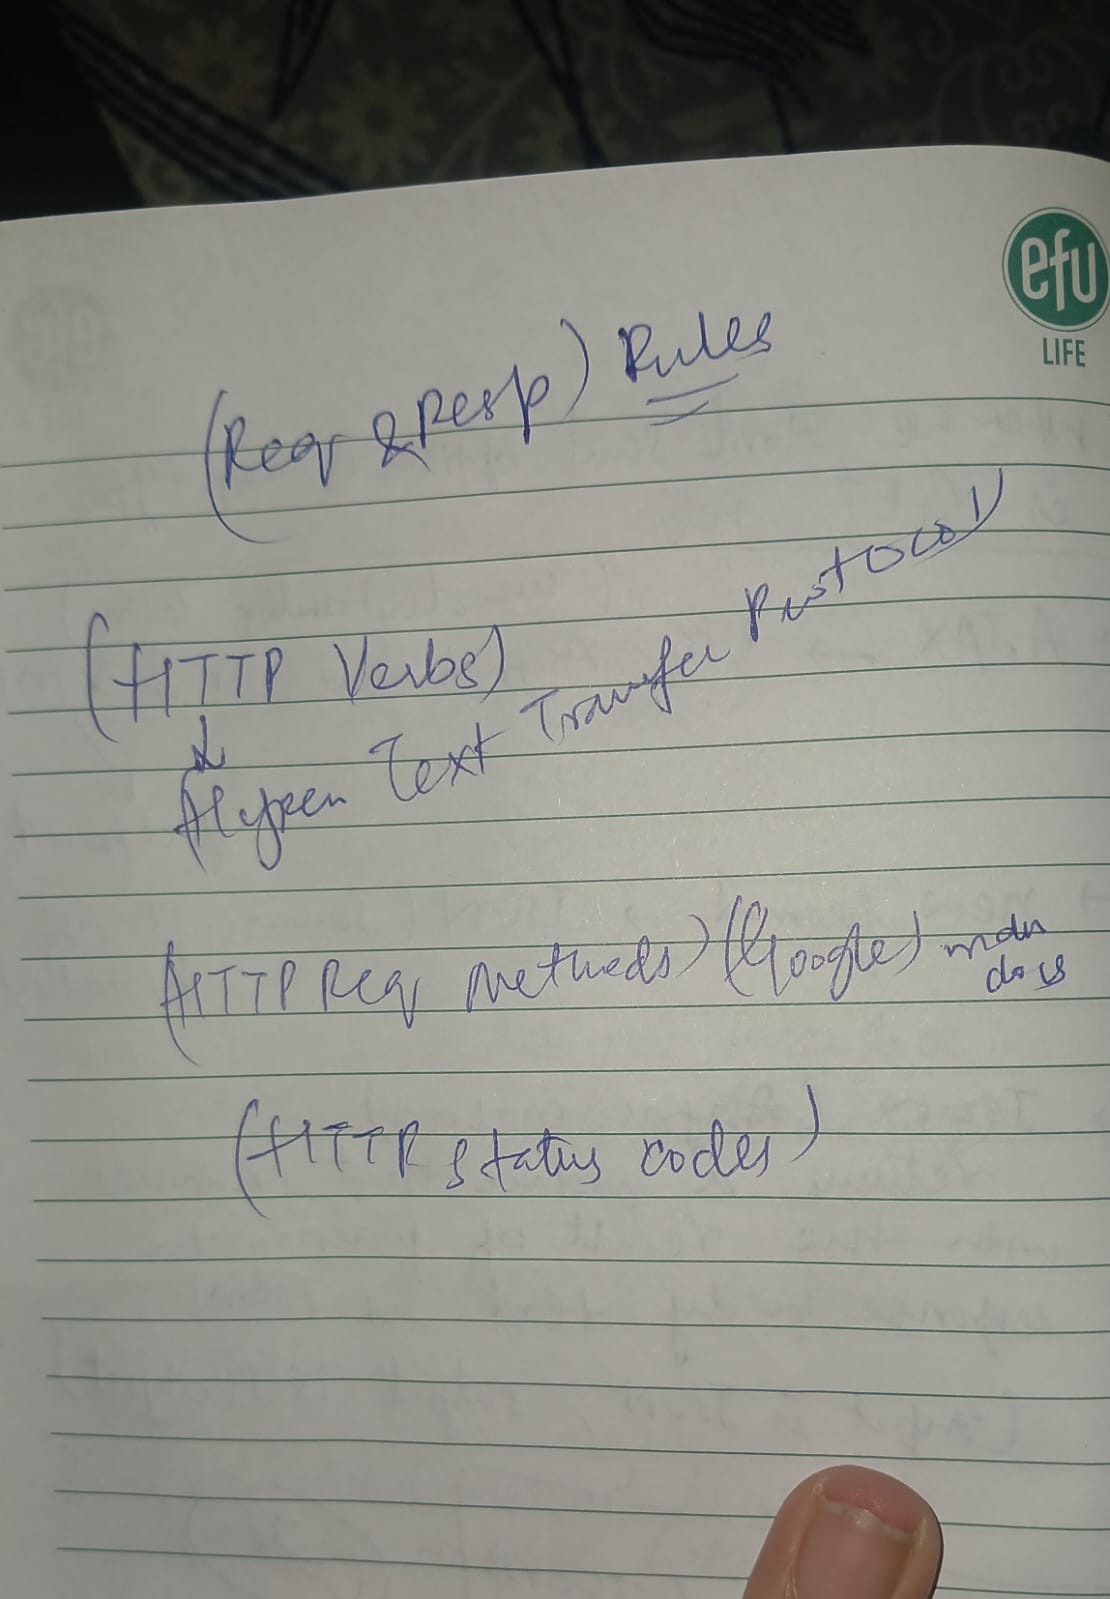 efu
LIFE
(Req & Resp) Rules
(HTTP Verbs)
↓
Hyper Text Transfer Protocol
(HTTP Req Methods) (Google) mdn
docs
(HTTP status codes)